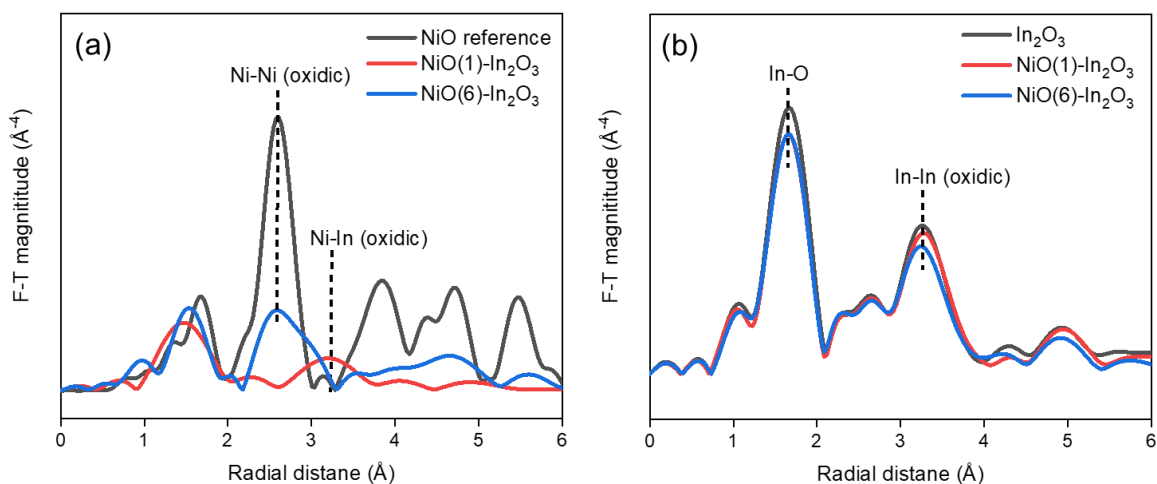 (a)
NiO reference
NiO(1)-In₂O₃
NiO(6)-In₂O₃
Ni-Ni (oxidic)
Ni-In (oxidic)
F-T magnititude (Å⁻⁴)
0 1 2 3 4 5 6
Radial distane (Å)
(b)
In₂O₃
NiO(1)-In₂O₃
NiO(6)-In₂O₃
In-O
In-In (oxidic)
F-T magnititude (Å⁻⁴)
0 1 2 3 4 5 6
Radial distane (Å)